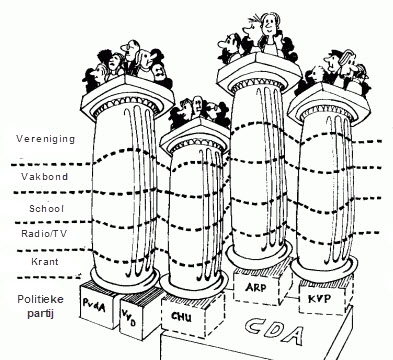 Vereniging
Vakbond
School
Radio/TV
Krant
Politieke
partij
PvdA
VVD
CHU
ARP
KVP
CDA